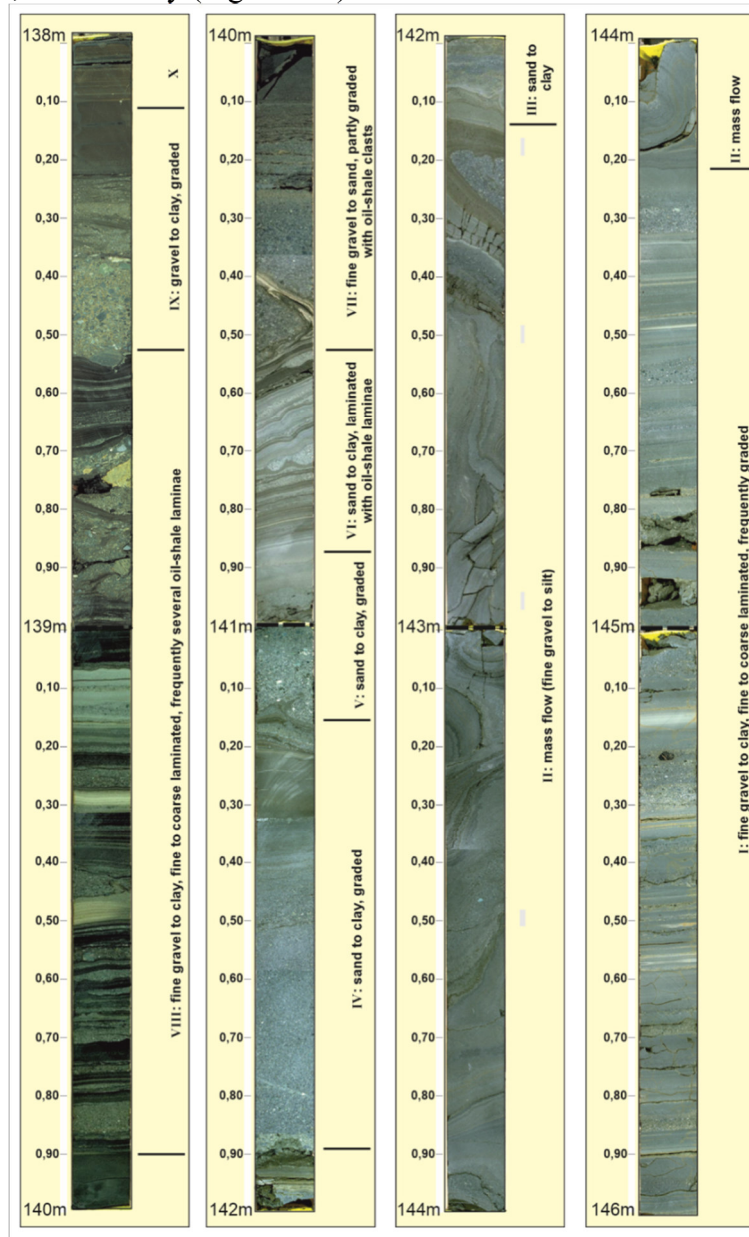 138m
0,10
0,20
0,30
0,40
0,50
0,60
0,70
0,80
0,90
139m
0,10
0,20
0,30
0,40
0,50
0,60
0,70
0,80
0,90
140m
X
IX: gravel to clay, graded
VIII: fine gravel to clay, fine to coarse laminated, frequently several oil-shale laminae
140m
0,10
0,20
0,30
0,40
0,50
0,60
0,70
0,80
0,90
141m
0,10
0,20
0,30
0,40
0,50
0,60
0,70
0,80
0,90
142m
VII: fine gravel to sand, partly graded
with oil-shale clasts
VI: sand to clay, laminated
with oil-shale laminae
V: sand to clay, graded
IV: sand to clay, graded
142m
0,10
0,20
0,30
0,40
0,50
0,60
0,70
0,80
0,90
143m
0,10
0,20
0,30
0,40
0,50
0,60
0,70
0,80
0,90
144m
III: sand to
clay
II: mass flow (fine gravel to silt)
144m
0,10
0,20
0,30
0,40
0,50
0,60
0,70
0,80
0,90
145m
0,10
0,20
0,30
0,40
0,50
0,60
0,70
0,80
0,90
146m
II: mass flow
I: fine gravel to clay, fine to coarse laminated, frequently graded